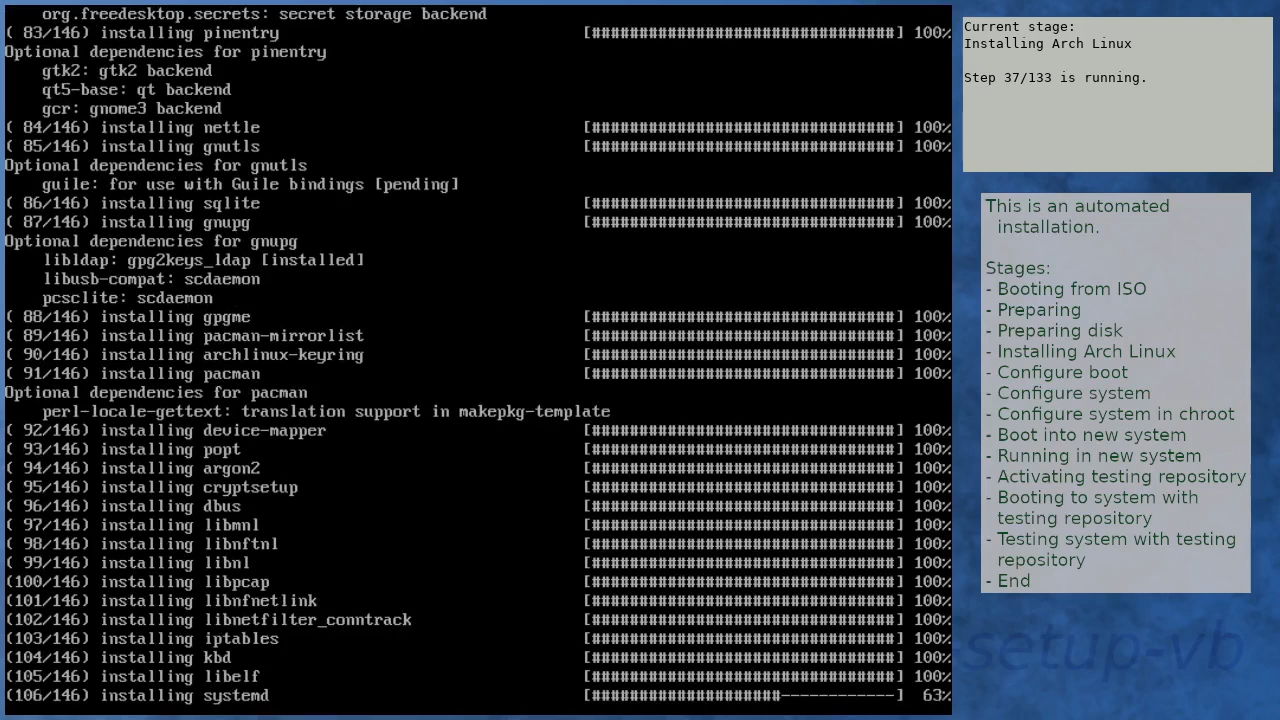 org.freedesktop.secrets: secret storage backend
( 83/146) installing pinentry [################################] 100%
Optional dependencies for pinentry
    gtk2: gtk2 backend
    qt5-base: qt backend
    gcr: gnome3 backend
( 84/146) installing nettle [################################] 100%
( 85/146) installing gnutls [################################] 100%
Optional dependencies for gnutls
    guile: for use with Guile bindings [pending]
( 86/146) installing sqlite [################################] 100%
( 87/146) installing gnupg [################################] 100%
Optional dependencies for gnupg
    libldap: gpg2keys_ldap [installed]
    libusb-compat: scdaemon
    pcsclite: scdaemon
( 88/146) installing gpgme [################################] 100%
( 89/146) installing pacman-mirrorlist [################################] 100%
( 90/146) installing archlinux-keyring [################################] 100%
( 91/146) installing pacman [################################] 100%
Optional dependencies for pacman
    perl-locale-gettext: translation support in makepkg-template
( 92/146) installing device-mapper [################################] 100%
( 93/146) installing popt [################################] 100%
( 94/146) installing argon2 [################################] 100%
( 95/146) installing cryptsetup [################################] 100%
( 96/146) installing dbus [################################] 100%
( 97/146) installing libmnl [################################] 100%
( 98/146) installing libnftnl [################################] 100%
( 99/146) installing libnl [################################] 100%
(100/146) installing libpcap [################################] 100%
(101/146) installing libnfnetlink [################################] 100%
(102/146) installing libnetfilter_conntrack [################################] 100%
(103/146) installing iptables [################################] 100%
(104/146) installing kbd [################################] 100%
(105/146) installing libelf [################################] 100%
(106/146) installing systemd [####################------------] 63%
Current stage:
Installing Arch Linux
Step 37/133 is running.
This is an automated
installation.
Stages:
- Booting from ISO
- Preparing
- Preparing disk
- Installing Arch Linux
- Configure boot
- Configure system
- Configure system in chroot
- Boot into new system
- Running in new system
- Activating testing repository
- Booting to system with
testing repository
- Testing system with testing
repository
- End
setup-vb